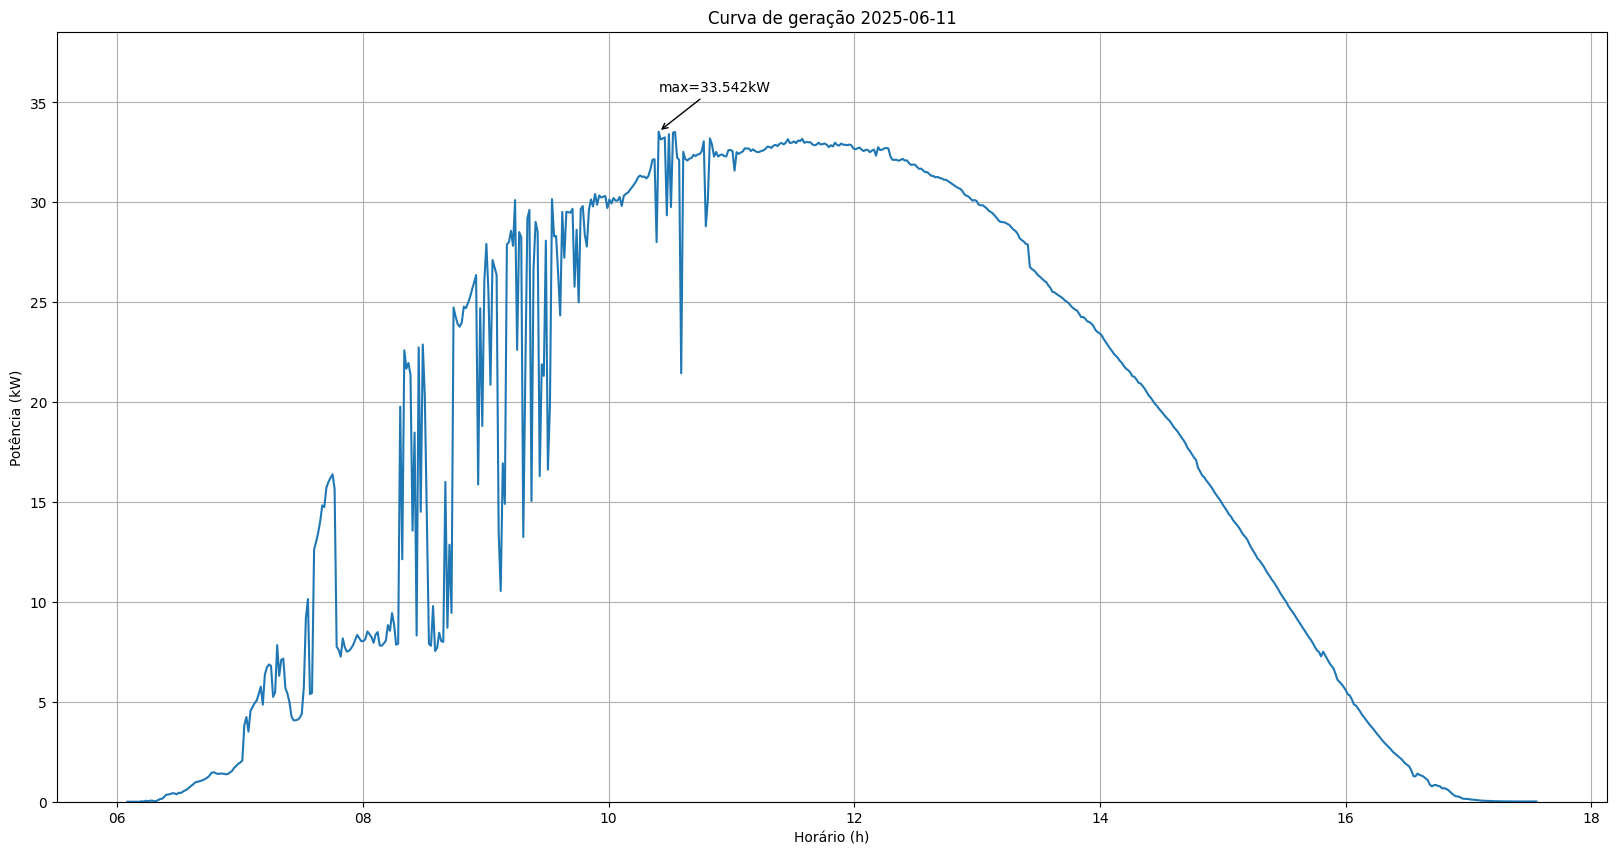 Curva de geração 2025-06-11
max=33.542kW
35
30
25
20
15
10
5
0
Potência (kW)
06 08 10 12 14 16 18
Horário (h)